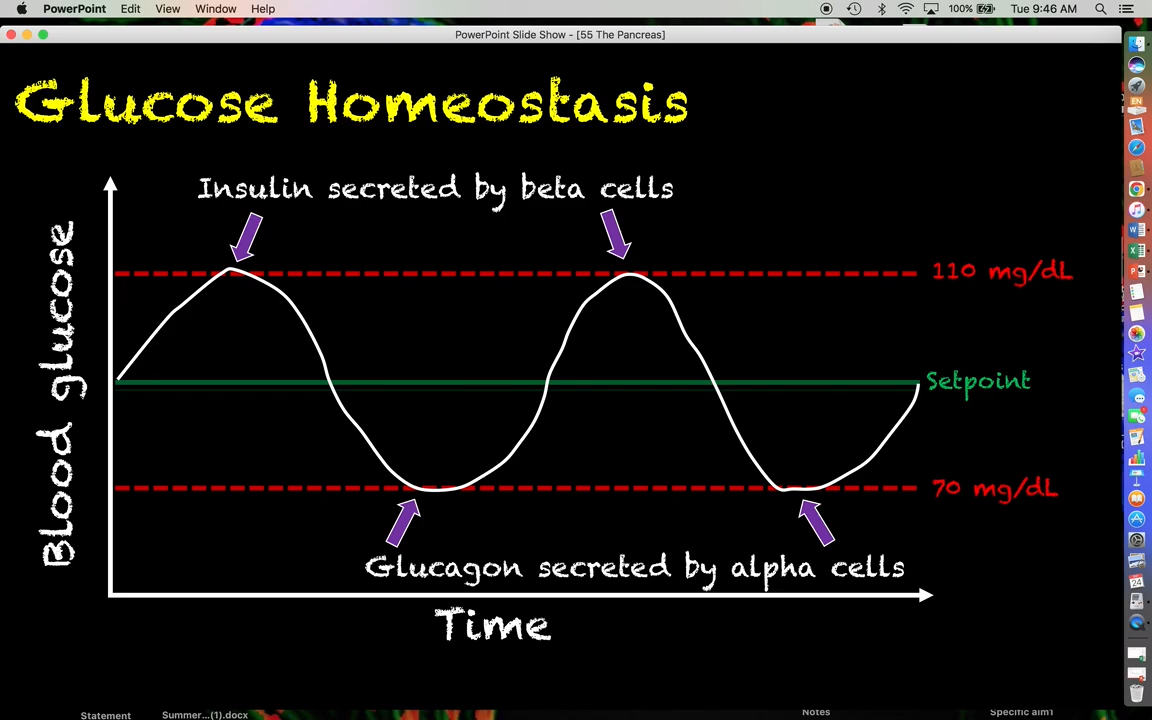 PowerPoint Edit View Window Help 100% Tue 9:46 AM
PowerPoint Slide Show - [55 The Pancreas]
Glucose Homeostasis
Insulin secreted by beta cells
110 mg/dL
Blood glucose
Setpoint
70 mg/dL
Glucagon secreted by alpha cells
Time
EN
24
Statement Summer...(1).docx Notes Specific aim1